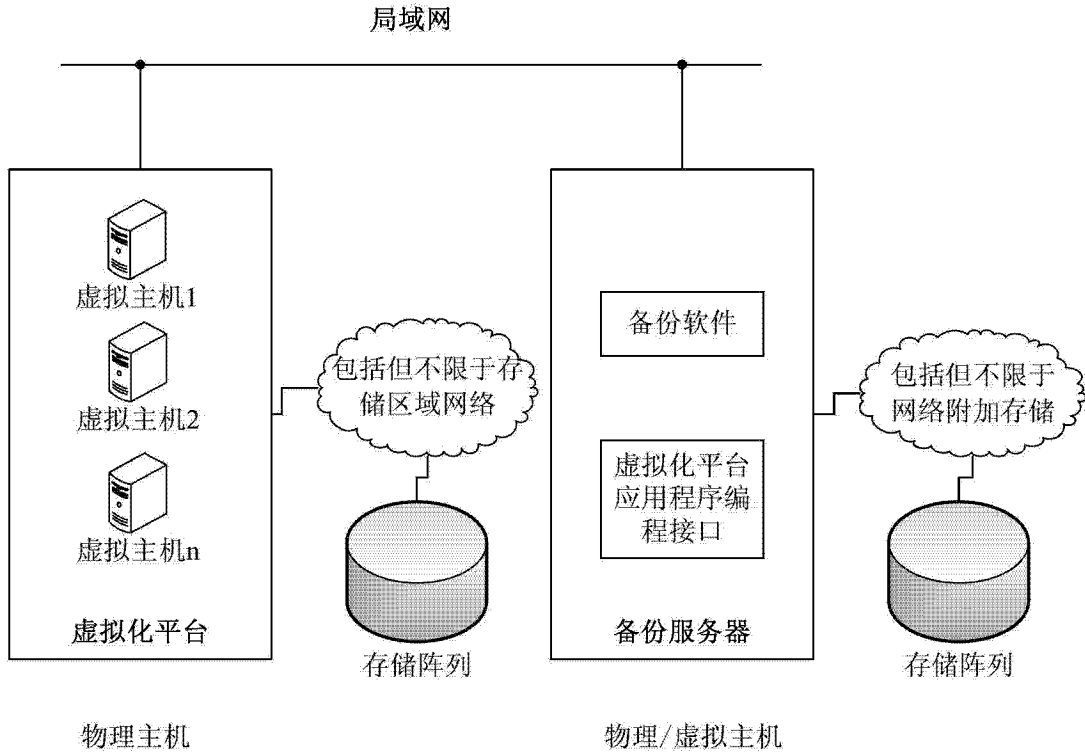 局域网
虚拟主机1
虚拟主机2
虚拟主机n
虚拟化平台
包括但不限于存
储区域网络
存储阵列
物理主机
备份软件
虚拟化平台
应用程序编
程接口
备份服务器
包括但不限于
网络附加存储
存储阵列
物理/虚拟主机